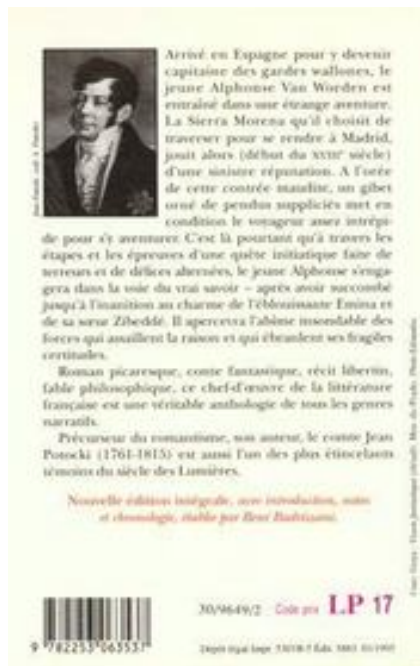 Arrivé en Espagne pour y devenir
capitaine des gardes wallones, le
jeune Alphonse Van Worden est
entraîné dans une étrange aventure.
La Sierra Morena qu'il choisit de
traverser pour se rendre à Madrid,
jouit alors (début du XVIIIe siècle)
d'une sinistre réputation. A l'orée
de cette contrée maudite, un gibet
orné de pendus suppliciés met en
condition le voyageur assez intrépi-
de pour s'y aventurer. C'est là pourtant qu'à travers les
étapes et les épreuves d'une quête initiatique faite de
terreurs et de délices alternées, le jeune Alphonse s'enga-
gera dans la voie du vrai savoir – après avoir succombé
jusqu'à l'inanition au charme de l'éblouissante Emina et
de sa sœur Zibeddé. Il apercevra l'abîme insondable des
forces qui assaillent la raison et qui ébranlent ses fragiles
certitudes.
Roman picaresque, conte fantastique, récit libertin,
fable philosophique, ce chef-d'œuvre de la littérature
française est une véritable anthologie de tous les genres
narratifs.
Précurseur du romantisme, son auteur, le comte Jean
Potocki (1761-1815) est aussi l'un des plus étincelants
témoins du siècle des Lumières.
Nouvelle édition intégrale, avec introduction, notes
et chronologie, établie par René Radrizzani.
30/9649/2 Code prix LP 17
9 782253 063537